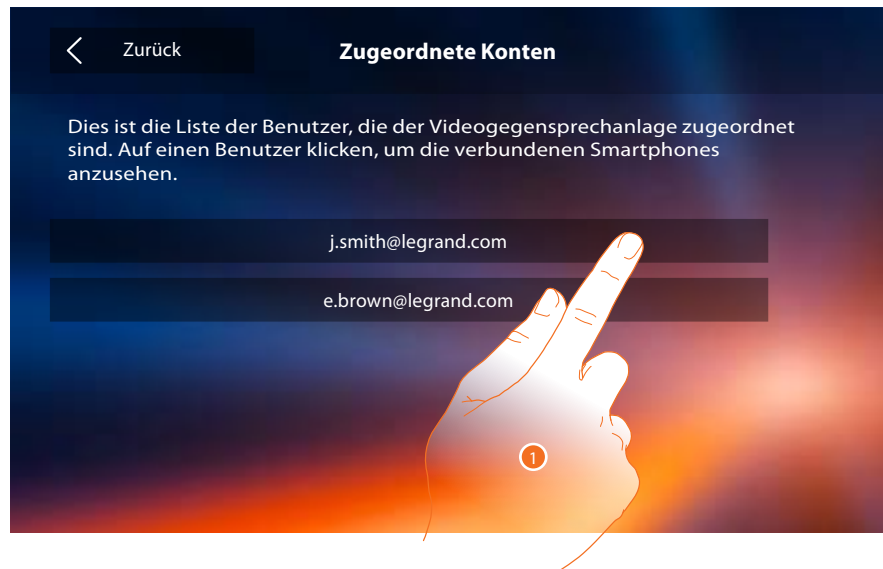 Zurück
Zugeordnete Konten
Dies ist die Liste der Benutzer, die der Videogegensprechanlage zugeordnet
sind. Auf einen Benutzer klicken, um die verbundenen Smartphones
anzusehen.
j.smith@legrand.com
e.brown@legrand.com
1